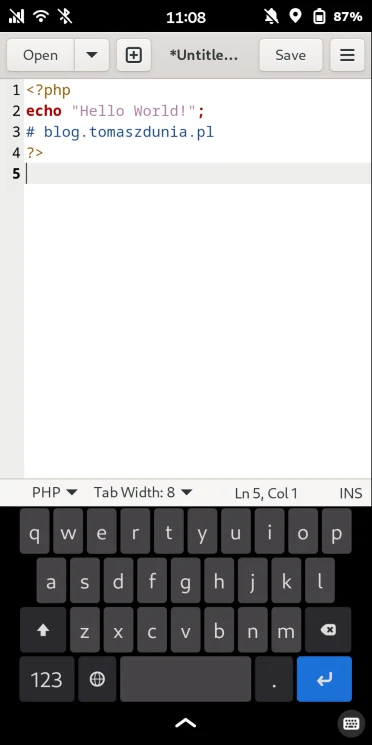 11:08 87%
Open *Untitle... Save
1 <?php
2 echo "Hello World!";
3 # blog.tomaszdunia.pl
4 ?>
5
PHP Tab Width: 8 Ln 5, Col 1 INS
q w e r t y u i o p
a s d f g h j k l
z x c v b n m
123 .